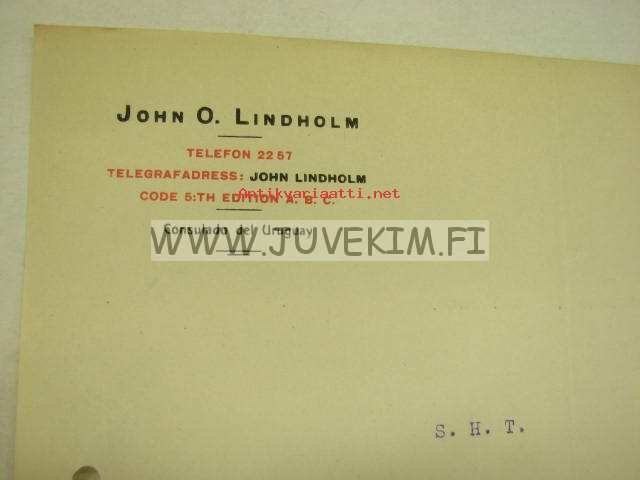 JOHN O. LINDHOLM
TELEFON 2257
TELEGRAFADRESS: JOHN LINDHOLM
Antikvariaatti.net
CODE 5:TH EDITION A. B. C.
Consulado del Uruguay
WWW.JUVEKIM.FI
S. H. T.